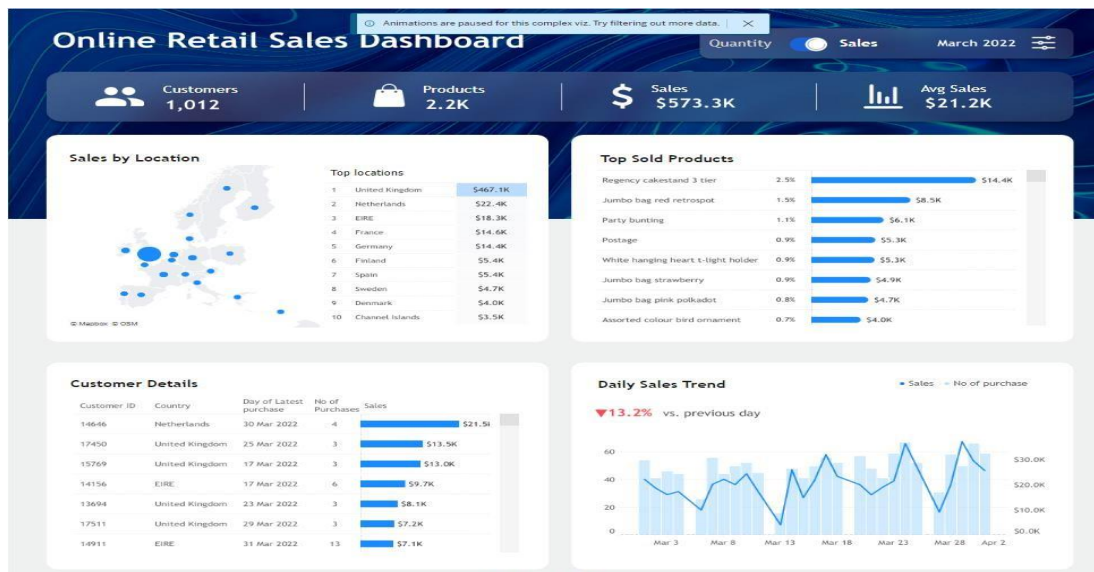 Animations are paused for this complex viz. Try filtering out more data.
Online Retail Sales Dashboard
Quantity Sales March 2022
Customers
1,012
Products
2.2K
Sales
$573.3K
Avg Sales
$21.2K
Sales by Location
Top locations
1 United Kingdom $467.1K
2 Netherlands $22.4K
3 EIRE $18.3K
4 France $14.6K
5 Germany $14.4K
6 Finland $5.4K
7 Spain $5.4K
8 Sweden $4.7K
9 Denmark $4.0K
10 Channel Islands $3.5K
© Mapbox © OSM
Top Sold Products
Regency cakestand 3 tier 2.5% $14.4K
Jumbo bag red retrospot 1.5% $8.5K
Party bunting 1.1% $6.1K
Postage 0.9% $5.3K
White hanging heart t-light holder 0.9% $5.3K
Jumbo bag strawberry 0.9% $4.9K
Jumbo bag pink polkadot 0.8% $4.7K
Assorted colour bird ornament 0.7% $4.0K
Customer Details
Customer ID Country Day of Latest purchase No of Purchases Sales
14646 Netherlands 30 Mar 2022 4 $21.5
17450 United Kingdom 25 Mar 2022 3 $13.5K
15769 United Kingdom 17 Mar 2022 3 $13.0K
14156 EIRE 17 Mar 2022 6 $9.7K
13694 United Kingdom 23 Mar 2022 3 $8.1K
17511 United Kingdom 29 Mar 2022 3 $7.2K
14911 EIRE 31 Mar 2022 13 $7.1K
Daily Sales Trend
Sales No of purchase
▼13.2% vs. previous day
60
40
20
0
$30.0K
$20.0K
$10.0K
$0.0K
Mar 3 Mar 8 Mar 13 Mar 18 Mar 23 Mar 28 Apr 2